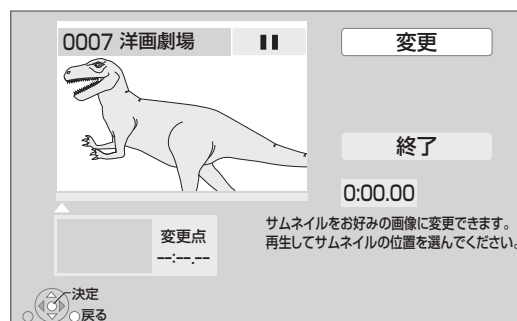 0007 洋画劇場
変更
終了
0:00.00
サムネイルをお好みの画像に変更できます。
再生してサムネイルの位置を選んでください。
変更点
--:--.--
決定
戻る